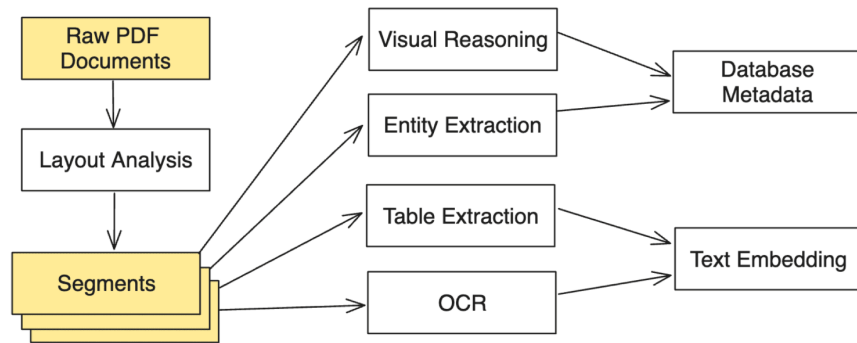 Raw PDF
Documents
Layout Analysis
Segments
Visual Reasoning
Entity Extraction
Table Extraction
OCR
Database
Metadata
Text Embedding